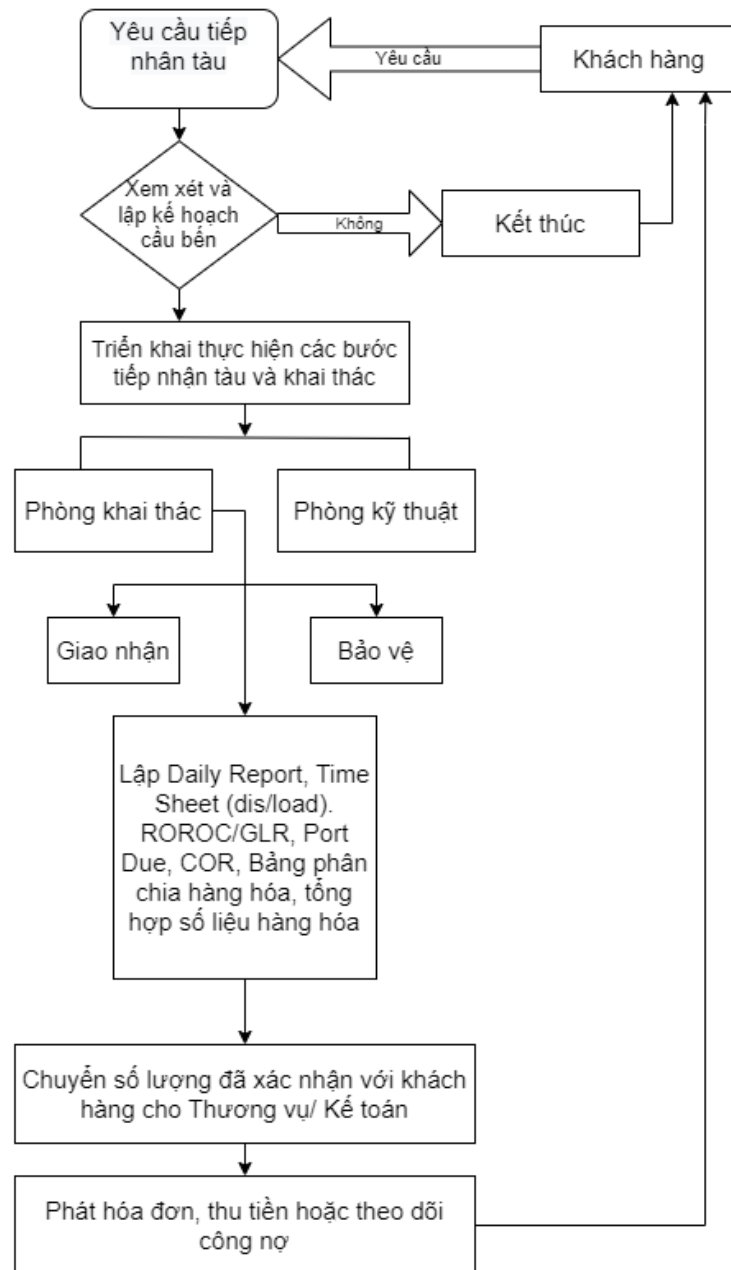 Yêu cầu tiếp
nhân tàu
Yêu cầu
Khách hàng
Xem xét và
lập kế hoạch
cầu bến
Không
Kết thúc
Triển khai thực hiện các bước
tiếp nhận tàu và khai thác
Phòng khai thác
Phòng kỹ thuật
Giao nhận
Bảo vệ
Lập Daily Report, Time
Sheet (dis/load).
ROROC/GLR, Port
Due, COR, Bảng phân
chia hàng hóa, tổng
hợp số liệu hàng hóa
Chuyển số lượng đã xác nhận với khách
hàng cho Thương vụ/ Kế toán
Phát hóa đơn, thu tiền hoặc theo dõi
công nợ